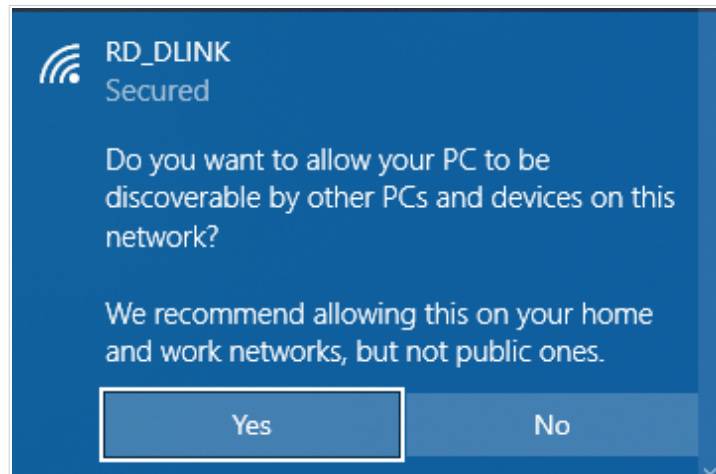 RD_DLINK
Secured
Do you want to allow your PC to be
discoverable by other PCs and devices on this
network?
We recommend allowing this on your home
and work networks, but not public ones.
Yes
No